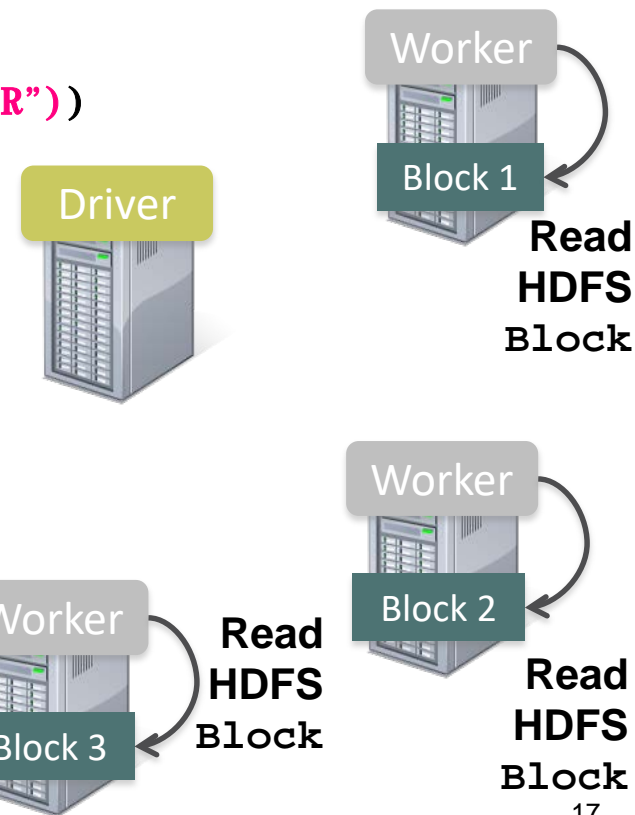 Worker
R”))
Block 1
Driver
Read
HDFS
Block
Worker
Block 2
Worker
Read
HDFS
Block
Block 3
Read
HDFS
Block
17